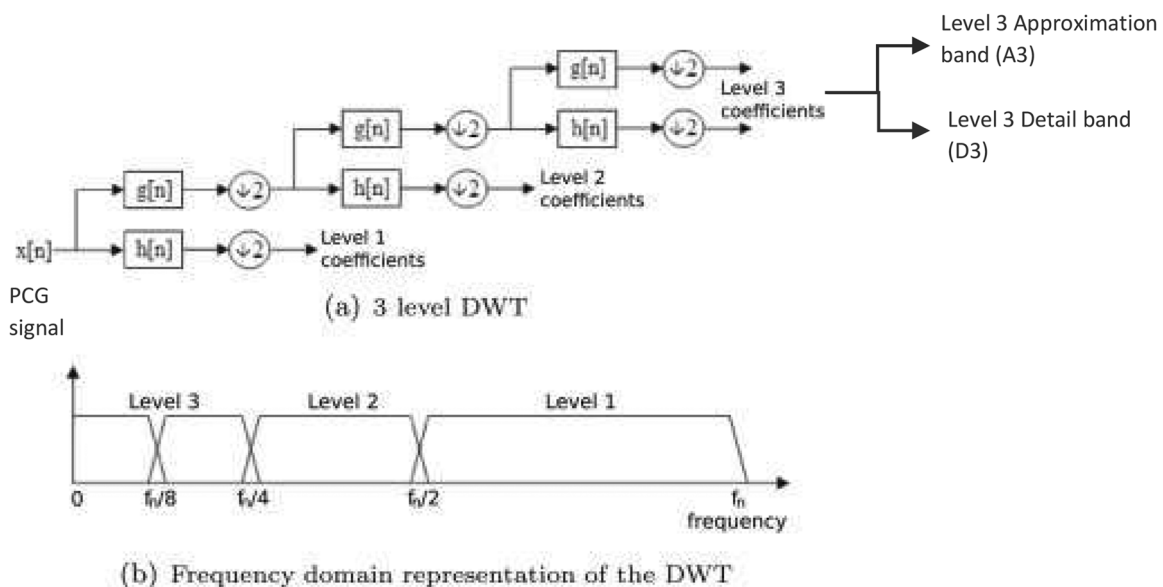 Level 3 Approximation
band (A3)
g[n]
↓2
Level 3
coefficients
g[n]
↓2
h[n]
↓2
Level 3 Detail band
(D3)
g[n]
↓2
h[n]
↓2
Level 2
coefficients
x[n]
h[n]
↓2
Level 1
coefficients
PCG
signal
(a) 3 level DWT
Level 3
Level 2
Level 1
0
fn/8
fn/4
fn/2
fn
frequency
(b) Frequency domain representation of the DWT